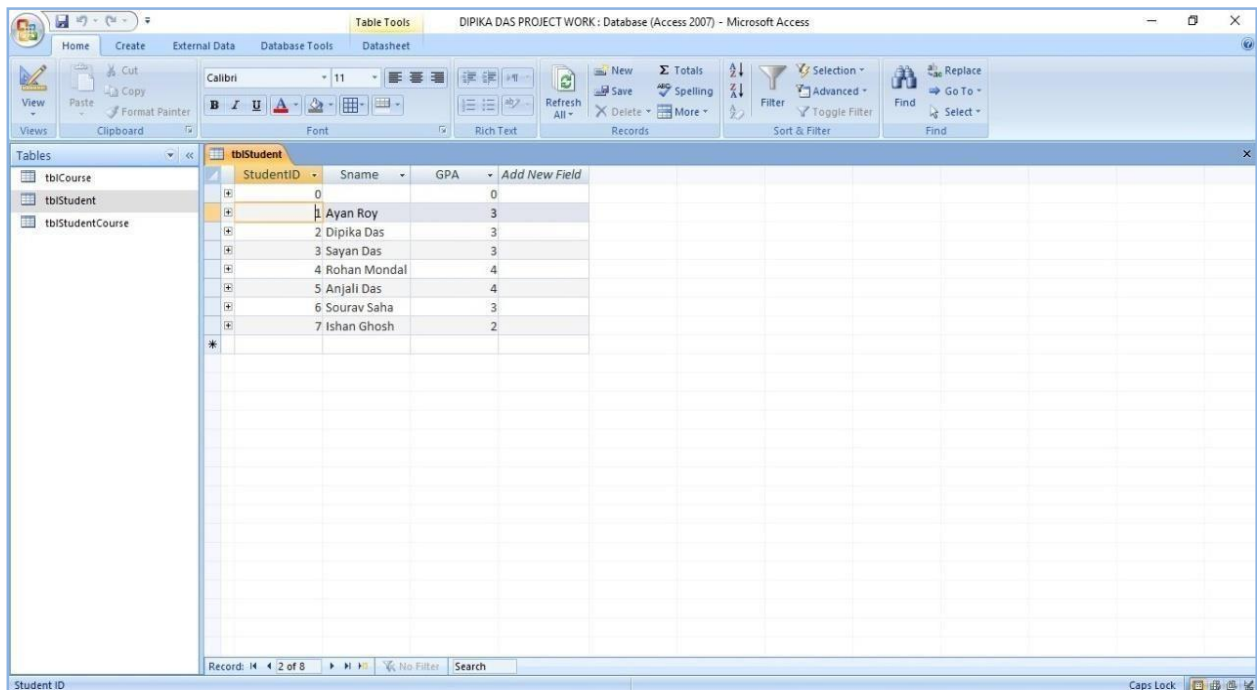 Table Tools DIPIKA DAS PROJECT WORK : Database (Access 2007) - Microsoft Access
Home Create External Data Database Tools Datasheet
View
Views
Paste
Cut
Copy
Format Painter
Clipboard
Calibri 11
B I U A
Font
Rich Text
Refresh All
New
Save
Delete
Σ Totals
Spelling
More
Records
Filter
Selection
Advanced
Toggle Filter
Sort & Filter
Find
Replace
Go To
Select
Find
Tables
tblCourse
tblStudent
tblStudentCourse
tblStudent
StudentID Sname GPA Add New Field
0 0
1 Ayan Roy 3
2 Dipika Das 3
3 Sayan Das 3
4 Rohan Mondal 4
5 Anjali Das 4
6 Sourav Saha 3
7 Ishan Ghosh 2
Record: 2 of 8 No Filter Search
Student ID Caps Lock